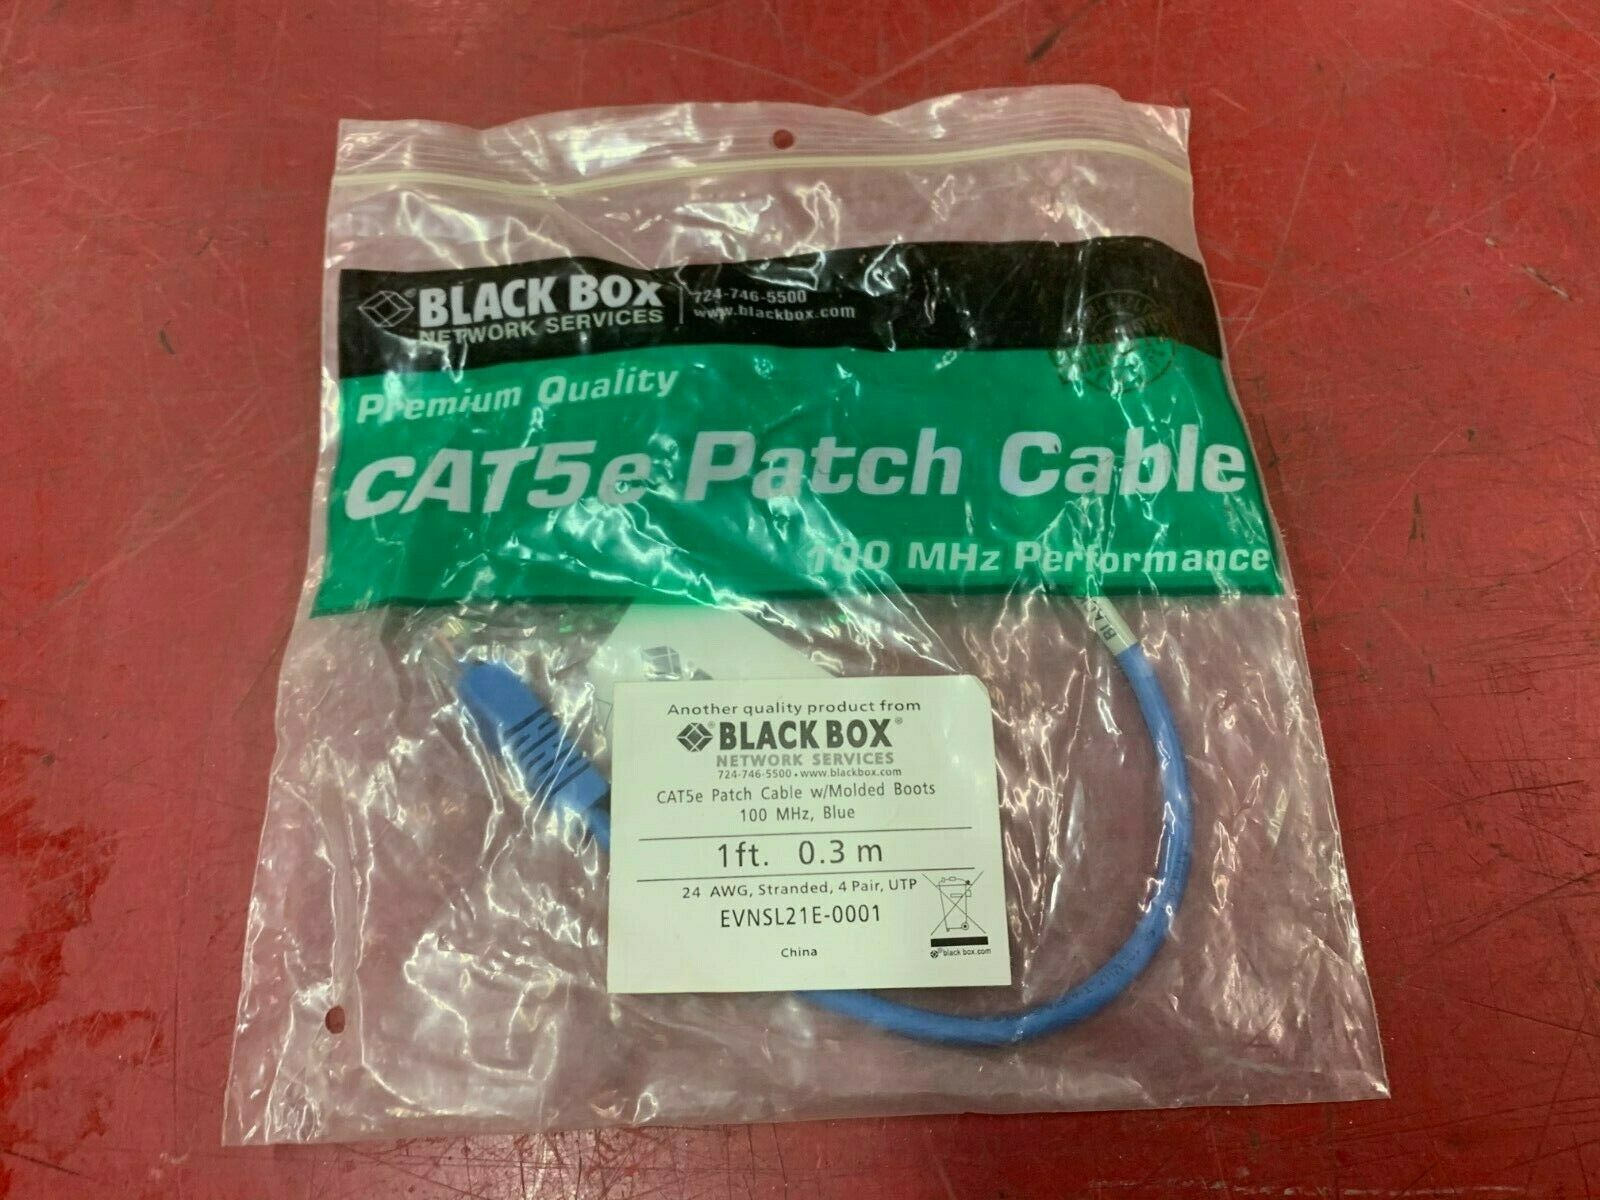 BLACK BOX
NETWORK SERVICES
724-746-5500
www.blackbox.com
Premium Quality
CAT5e Patch Cable
100 MHz Performance
BLAC
Another quality product from
BLACK BOX®
NETWORK SERVICES
724-746-5500 • www.blackbox.com
CAT5e Patch Cable w/Molded Boots
100 MHz, Blue
1ft. 0.3 m
24 AWG, Stranded, 4 Pair, UTP
EVNSL21E-0001
black box.com
China